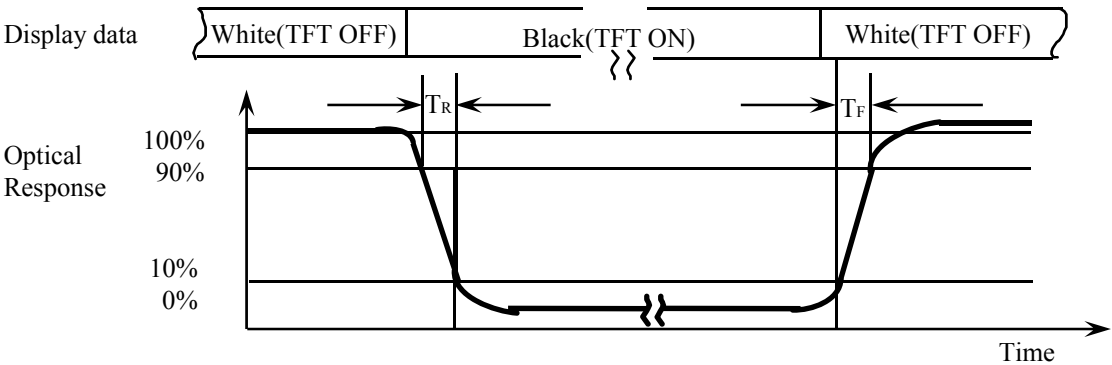 Display data
White(TFT OFF)
Black(TFT ON)
White(TFT OFF)
TR
TF
100%
Optical
Response
90%
10%
0%
Time